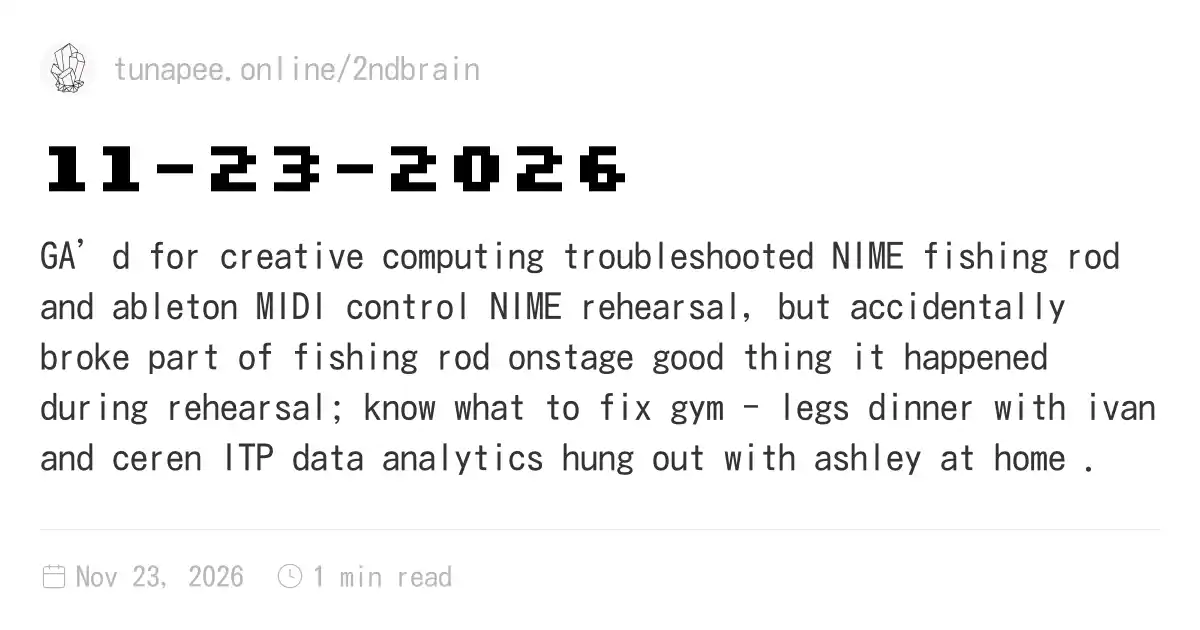 tunapee.online/2ndbrain
11-23-2026
GA’d for creative computing troubleshooted NIME fishing rod
and ableton MIDI control NIME rehearsal, but accidentally
broke part of fishing rod onstage good thing it happened
during rehearsal; know what to fix gym - legs dinner with ivan
and ceren ITP data analytics hung out with ashley at home .
Nov 23, 2026 1 min read